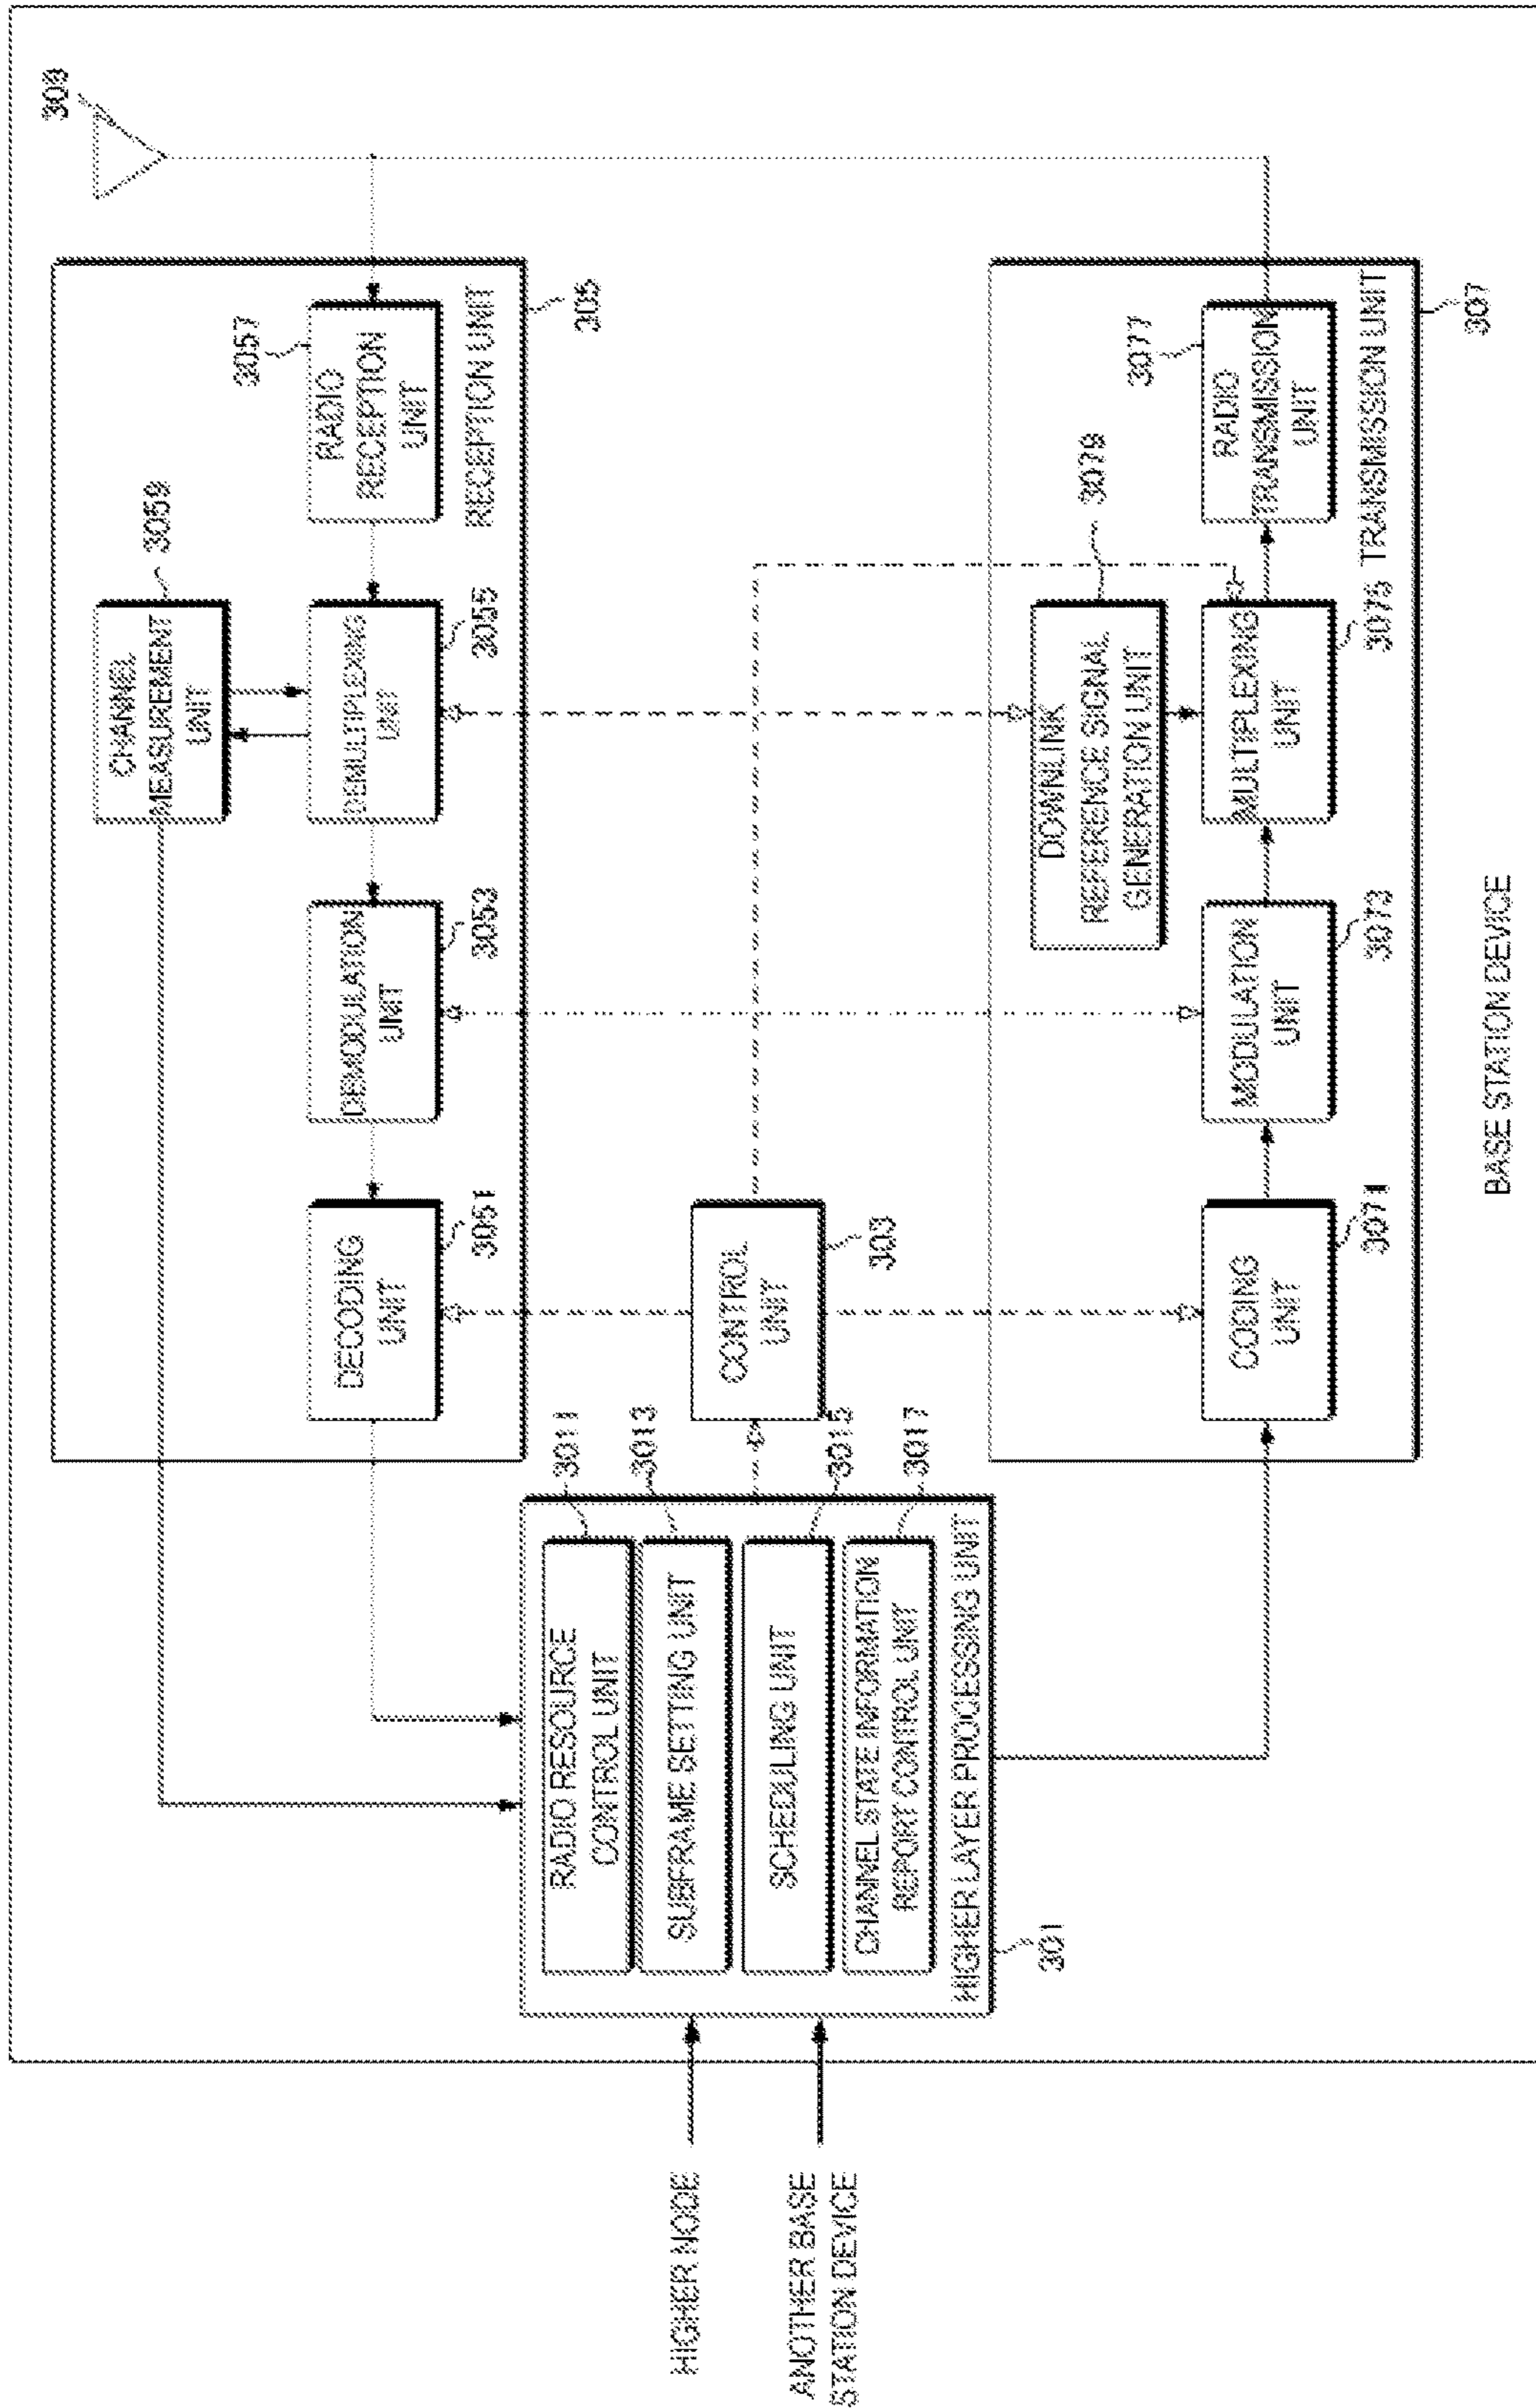 HIGHER NODE
ANOTHER BASE
STATION DEVICE
RADIO RESOURCE
CONTROL UNIT
3011
SUBFRAME SETTING UNIT
3013
SCHEDULING UNIT
3015
CHANNEL STATE INFORMATION
REPORT CONTROL UNIT
3017
HIGHER LAYER PROCESSING UNIT
301
CONTROL
UNIT
303
DECODING
UNIT
3051
DEMODULATION
UNIT
3053
DEMULTIPLEXING
UNIT
3055
CHANNEL
MEASUREMENT
UNIT
3059
RADIO
RECEPTION
UNIT
3057
RECEPTION UNIT
305
309
CODING
UNIT
3071
MODULATION
UNIT
3073
MULTIPLEXING
UNIT
3075
DOWNLINK
REFERENCE SIGNAL
GENERATION UNIT
3079
RADIO
TRANSMISSION
UNIT
3077
TRANSMISSION UNIT
307
BASE STATION DEVICE